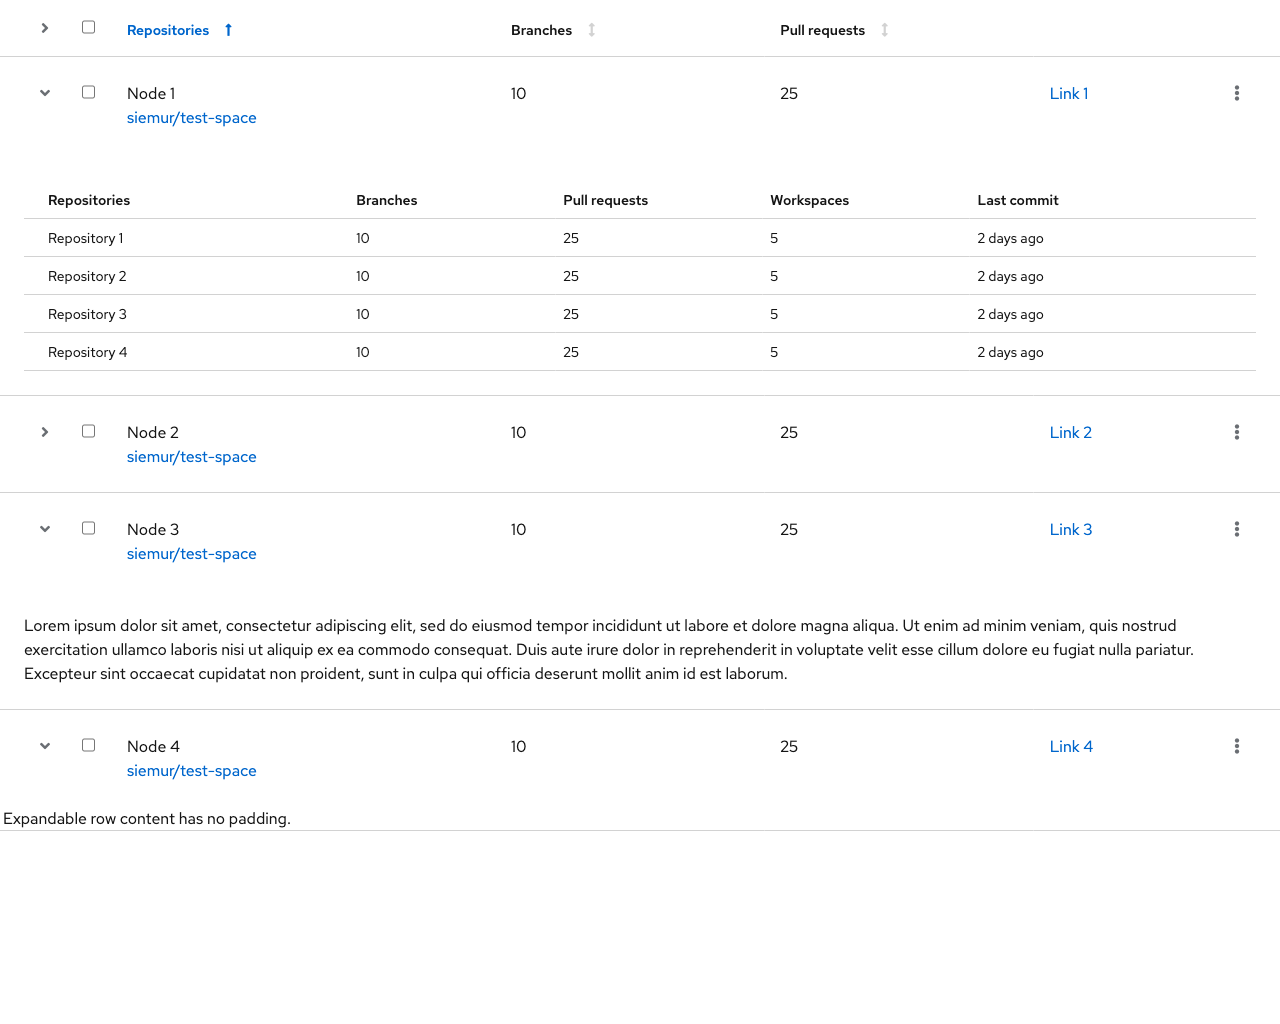 Repositories Branches Pull requests
Node 1 10 25 Link 1
siemur/test-space
Repositories Branches Pull requests Workspaces Last commit
Repository 1 10 25 5 2 days ago
Repository 2 10 25 5 2 days ago
Repository 3 10 25 5 2 days ago
Repository 4 10 25 5 2 days ago
Node 2 10 25 Link 2
siemur/test-space
Node 3 10 25 Link 3
siemur/test-space
Lorem ipsum dolor sit amet, consectetur adipiscing elit, sed do eiusmod tempor incididunt ut labore et dolore magna aliqua. Ut enim ad minim veniam, quis nostrud
exercitation ullamco laboris nisi ut aliquip ex ea commodo consequat. Duis aute irure dolor in reprehenderit in voluptate velit esse cillum dolore eu fugiat nulla pariatur.
Excepteur sint occaecat cupidatat non proident, sunt in culpa qui officia deserunt mollit anim id est laborum.
Node 4 10 25 Link 4
siemur/test-space
Expandable row content has no padding.